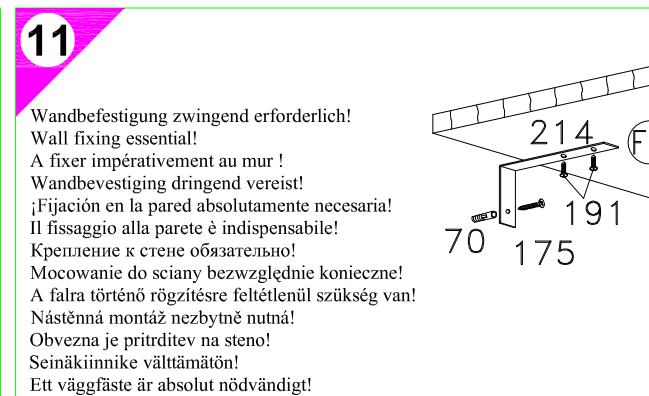 11
Wandbefestigung zwingend erforderlich!
Wall fixing essential!
A fixer impérativement au mur !
Wandbevestiging dringend vereist!
¡Fijación en la pared absolutamente necesaria!
Il fissaggio alla parete è indispensabile!
Крепление к стене обязательно!
Mocowanie do sciany bezwzględnie konieczne!
A falra történő rögzítésre feltétlenül szükség van!
Nástěnná montáž nezbytně nutná!
Obvezna je pritrditev na steno!
Seinäkiinnike välttämätön!
Ett väggfäste är absolut nödvändigt!
214
F
191
70
175